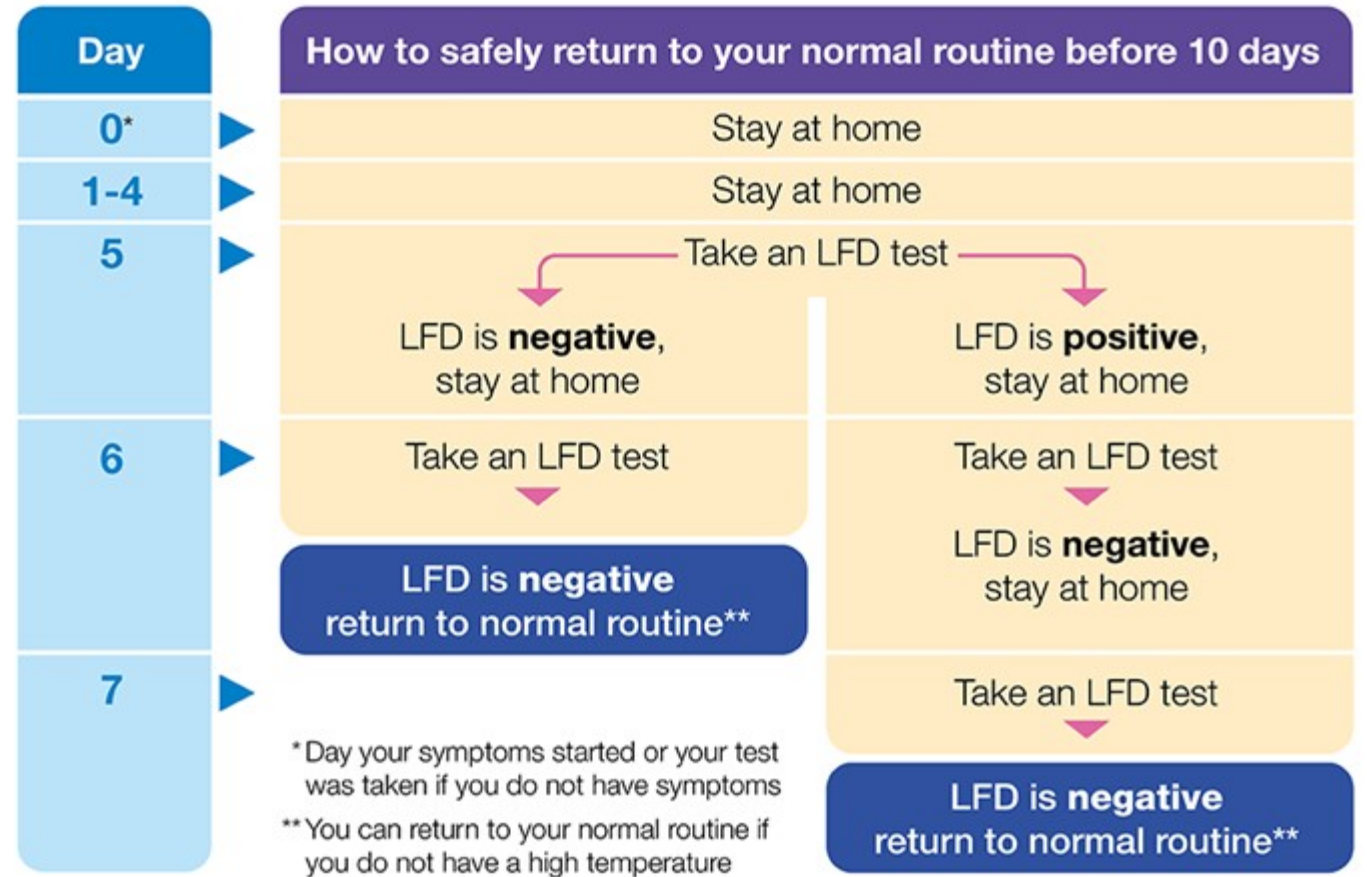 Day
How to safely return to your normal routine before 10 days
0*
Stay at home
1-4
Stay at home
5
Take an LFD test
LFD is negative,
stay at home
LFD is positive,
stay at home
6
Take an LFD test
LFD is negative
return to normal routine**
Take an LFD test
LFD is negative,
stay at home
7
Take an LFD test
LFD is negative
return to normal routine**
*Day your symptoms started or your test
was taken if you do not have symptoms
**You can return to your normal routine if
you do not have a high temperature